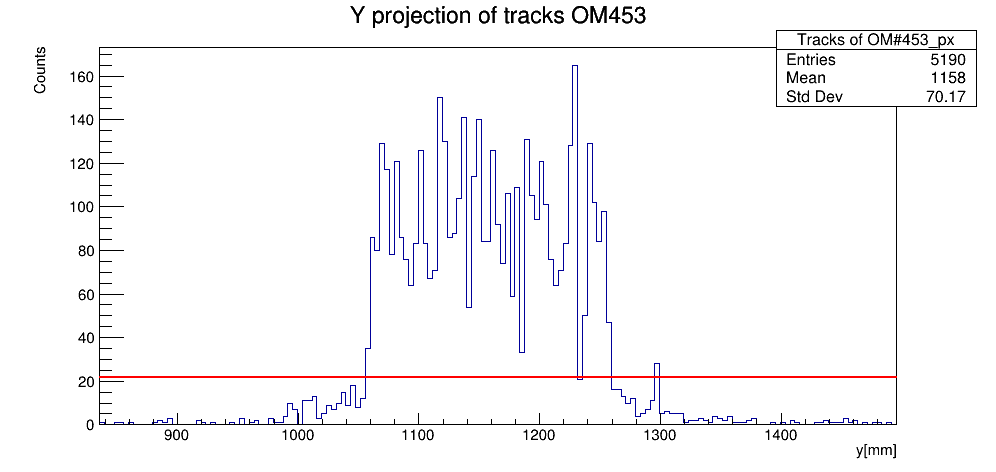 Y projection of tracks OM453
Counts
Tracks of OM#453_px
Entries 5190
Mean 1158
Std Dev 70.17
160
140
120
100
80
60
40
20
0
900 1000 1100 1200 1300 1400
y[mm]